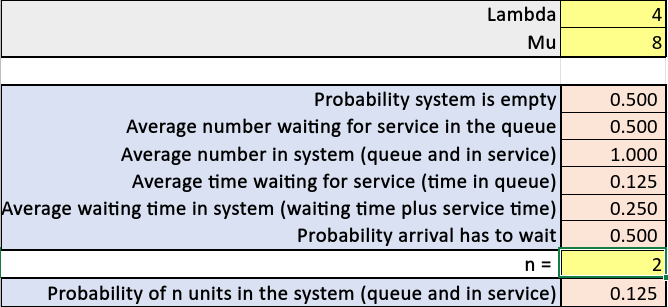 Lambda 4
Mu 8
Probability system is empty 0.500
Average number waiting for service in the queue 0.500
Average number in system (queue and in service) 1.000
Average time waiting for service (time in queue) 0.125
Average waiting time in system (waiting time plus service time) 0.250
Probability arrival has to wait 0.500
n = 2
Probability of n units in the system (queue and in service) 0.125